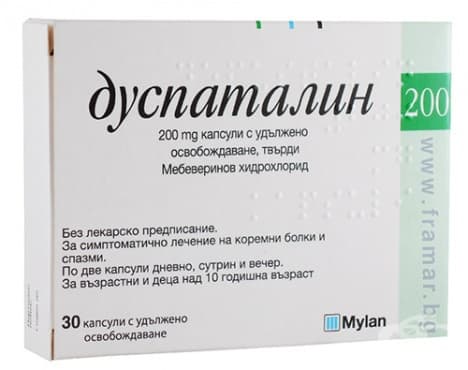 дуспаталин
200
200 mg капсули с удължено
освобождаване, твърди
Мебеверинов хидрохлорид
Без лекарско предписание.
За симптоматично лечение на коремни болки и
спазми.
По две капсули дневно, сутрин и вечер.
За възрастни и деца над 10 годишна възраст
30 капсули с удължено
освобождаване
Mylan
www.framar.bg